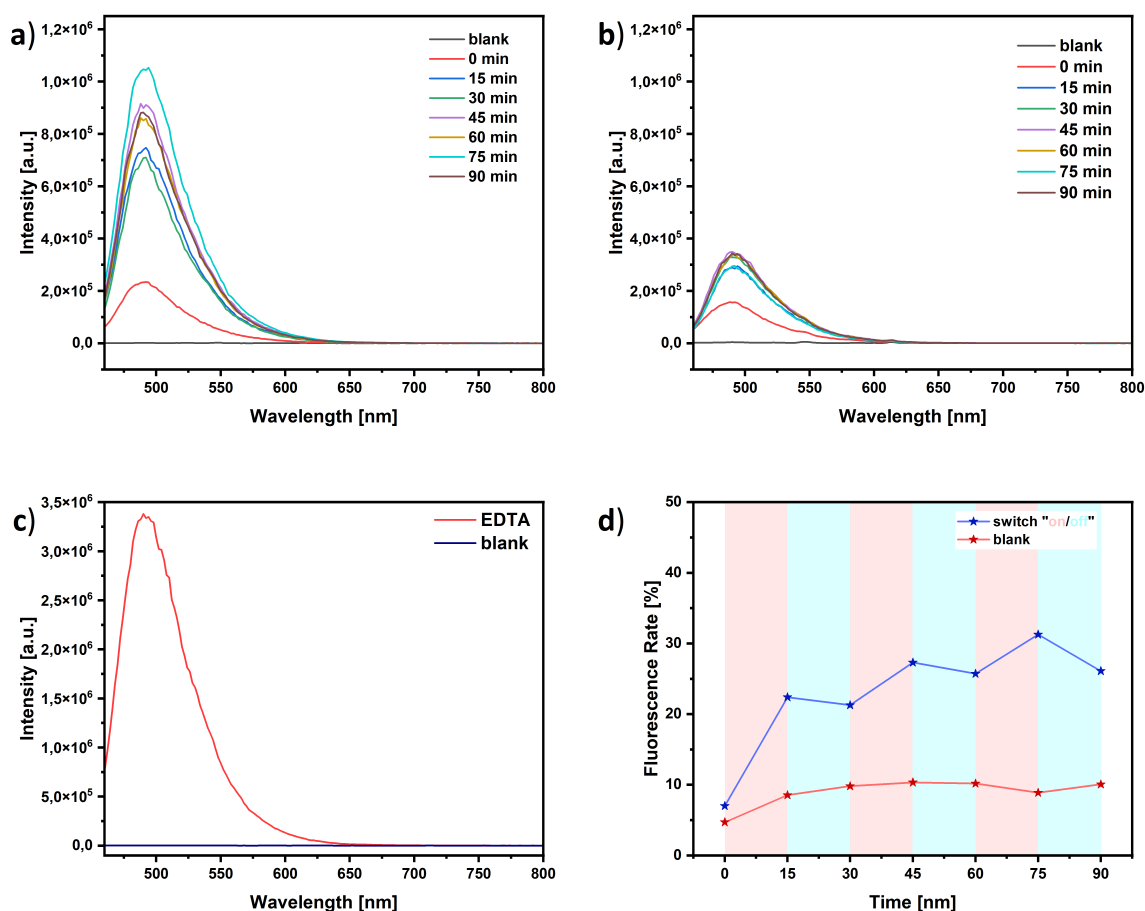 a)
Intensity [a.u.]
1,2×10⁶
1,0×10⁶
8,0×10⁵
6,0×10⁵
4,0×10⁵
2,0×10⁵
0,0
500 550 600 650 700 750 800
Wavelength [nm]
blank
0 min
15 min
30 min
45 min
60 min
75 min
90 min
b)
Intensity [a.u.]
1,2×10⁶
1,0×10⁶
8,0×10⁵
6,0×10⁵
4,0×10⁵
2,0×10⁵
0,0
500 550 600 650 700 750 800
Wavelength [nm]
blank
0 min
15 min
30 min
45 min
60 min
75 min
90 min
c)
Intensity [a.u.]
3,5×10⁶
3,0×10⁶
2,5×10⁶
2,0×10⁶
1,5×10⁶
1,0×10⁶
5,0×10⁵
0,0
500 550 600 650 700 750 800
Wavelength [nm]
EDTA
blank
d)
Fluorescence Rate [%]
50
40
30
20
10
0
0 15 30 45 60 75 90
Time [nm]
switch "on/off"
blank